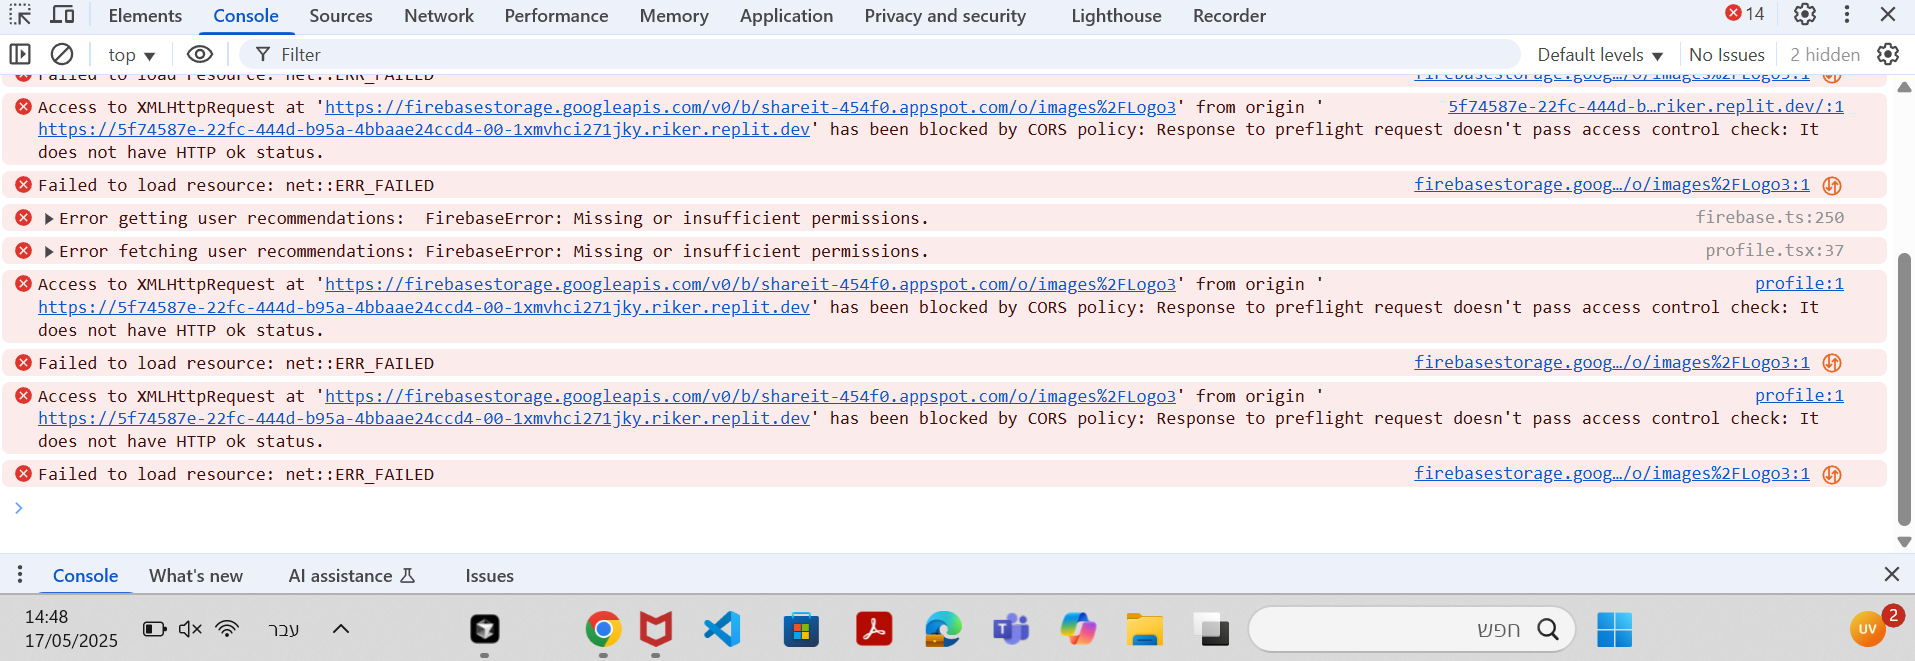 Elements Console Sources Network Performance Memory Application Privacy and security Lighthouse Recorder 14
top Filter Default levels No Issues 2 hidden
Failed to load resource: net::ERR_FAILED firebasestorage.goog…/o/images%2FLogo3:1
Access to XMLHttpRequest at 'https://firebasestorage.googleapis.com/v0/b/shareit-454f0.appspot.com/o/images%2FLogo3' from origin ' 5f74587e-22fc-444d-b…riker.replit.dev/:1
https://5f74587e-22fc-444d-b95a-4bbaae24ccd4-00-1xmvhci271jky.riker.replit.dev' has been blocked by CORS policy: Response to preflight request doesn't pass access control check: It
does not have HTTP ok status.
Failed to load resource: net::ERR_FAILED firebasestorage.goog…/o/images%2FLogo3:1
Error getting user recommendations: FirebaseError: Missing or insufficient permissions. firebase.ts:250
Error fetching user recommendations: FirebaseError: Missing or insufficient permissions. profile.tsx:37
Access to XMLHttpRequest at 'https://firebasestorage.googleapis.com/v0/b/shareit-454f0.appspot.com/o/images%2FLogo3' from origin ' profile:1
https://5f74587e-22fc-444d-b95a-4bbaae24ccd4-00-1xmvhci271jky.riker.replit.dev' has been blocked by CORS policy: Response to preflight request doesn't pass access control check: It
does not have HTTP ok status.
Failed to load resource: net::ERR_FAILED firebasestorage.goog…/o/images%2FLogo3:1
Access to XMLHttpRequest at 'https://firebasestorage.googleapis.com/v0/b/shareit-454f0.appspot.com/o/images%2FLogo3' from origin ' profile:1
https://5f74587e-22fc-444d-b95a-4bbaae24ccd4-00-1xmvhci271jky.riker.replit.dev' has been blocked by CORS policy: Response to preflight request doesn't pass access control check: It
does not have HTTP ok status.
Failed to load resource: net::ERR_FAILED firebasestorage.goog…/o/images%2FLogo3:1
Console What's new AI assistance Issues
14:48
17/05/2025
עבר
חפש
UV 2